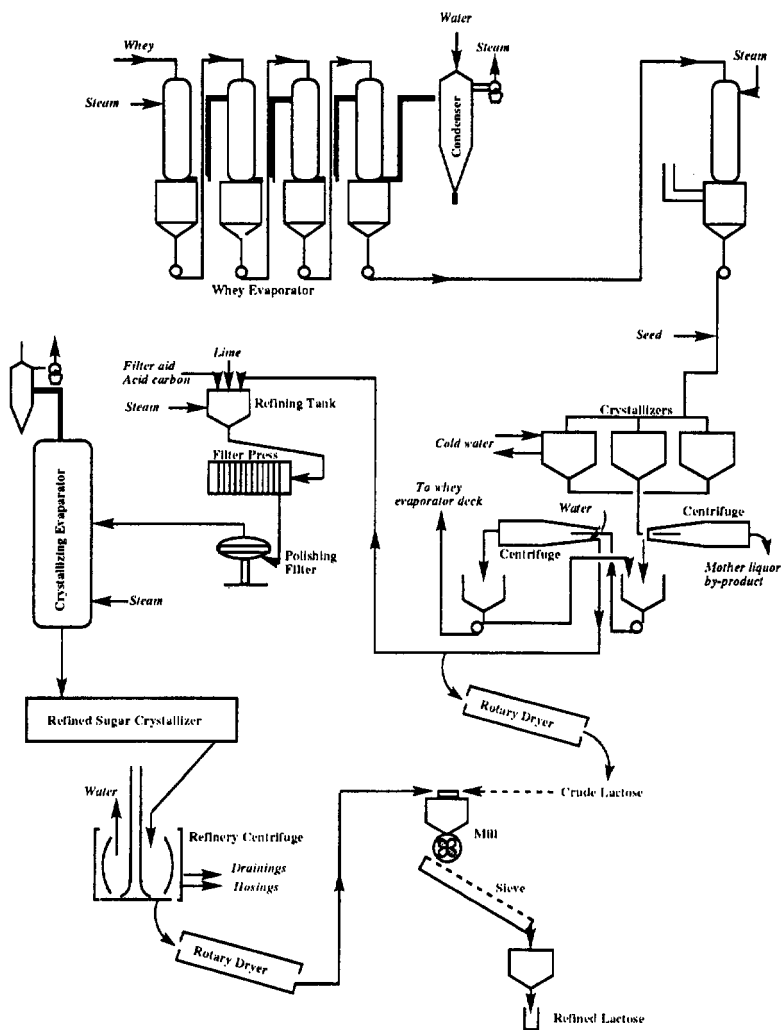 Water
Whey
Steam
Steam
Steam
Condenser
Whey Evaporator
Seed
Lime
Filter aid
Acid carbon
Steam
Refining Tank
Crystallizers
Cold water
Filter Press
To whey
evaporator deck
Water
Centrifuge
Centrifuge
Mother liquor
by-product
Polishing
Filter
Crystallizing Evaparator
Steam
Rotary Dryer
Refined Sugar Crystallizer
Water
Crude Lactose
Mill
Refinery Centrifuge
Drainings
Hosings
Sieve
Rotary Dryer
Refined Lactose